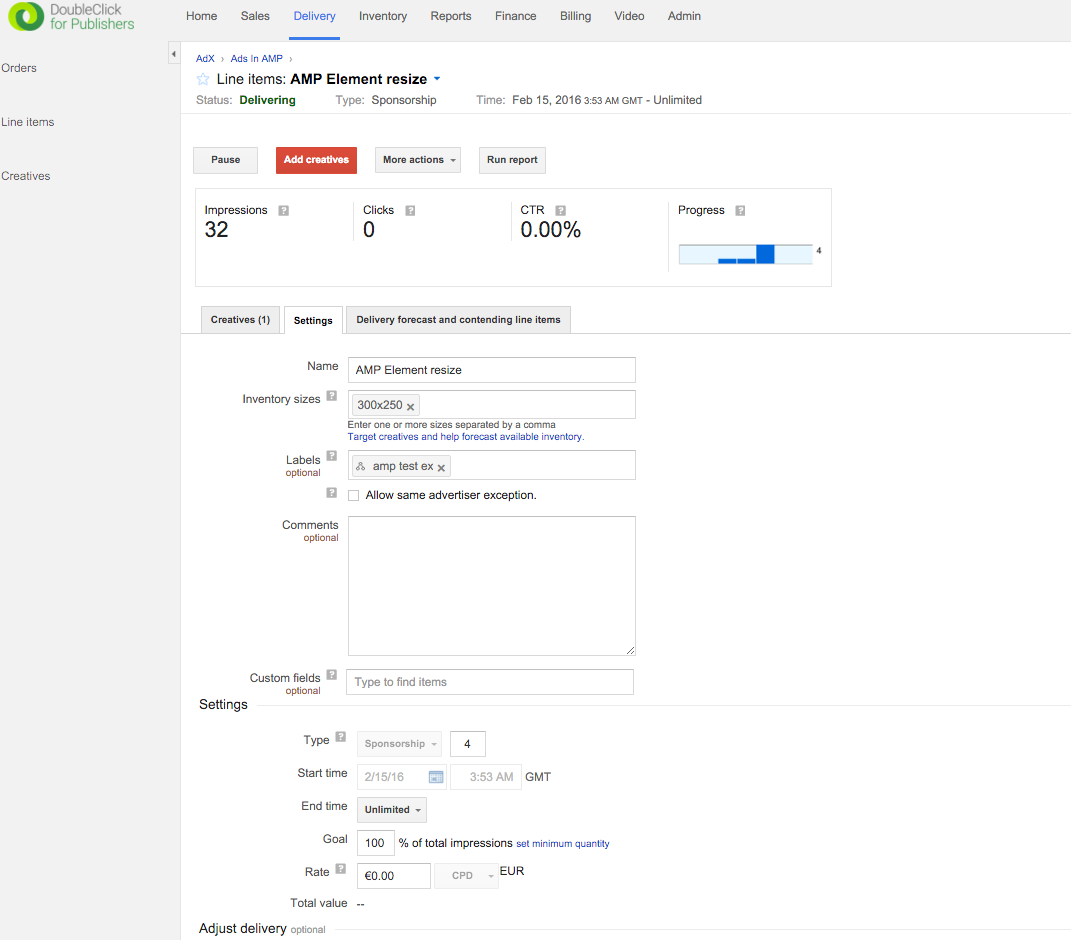 DoubleClick
for Publishers
Home Sales Delivery Inventory Reports Finance Billing Video Admin
Orders
Line items
Creatives
AdX › Ads In AMP ›
Line items: AMP Element resize
Status: Delivering Type: Sponsorship Time: Feb 15, 2016 3:53 AM GMT - Unlimited
Pause Add creatives More actions Run report
Impressions ? Clicks ? CTR ? Progress ?
32 0 0.00%
4
Creatives (1) Settings Delivery forecast and contending line items
Name AMP Element resize
Inventory sizes ? 300x250 ×
Enter one or more sizes separated by a comma
Target creatives and help forecast available inventory.
Labels ? amp test ex ×
optional
? Allow same advertiser exception.
Comments
optional
Custom fields ? Type to find items
optional
Settings
Type ? Sponsorship 4
Start time 2/15/16 3:53 AM GMT
End time Unlimited
Goal 100 % of total impressions set minimum quantity
Rate ? €0.00 CPD EUR
Total value --
Adjust delivery optional